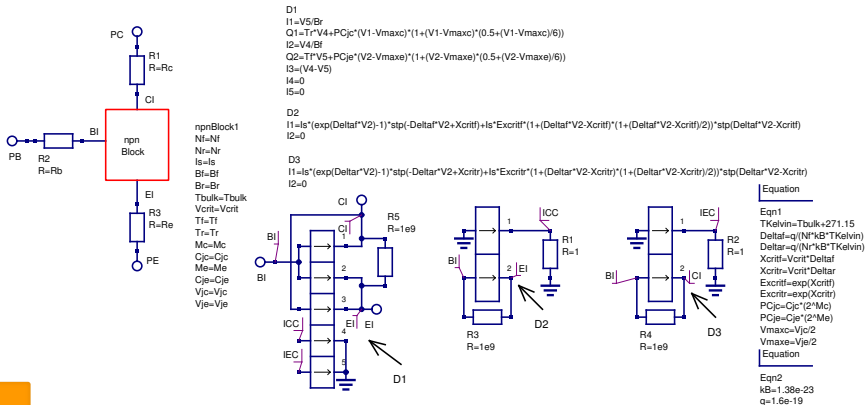 D1
I1=V5/Br
Q1=Tr*V4+PCjc*(V1-Vmaxc)*(1+(V1-Vmaxc)*(0.5+(V1-Vmaxc)/6))
I2=V4/Bf
Q2=Tf*V5+PCje*(V2-Vmaxe)*(1+(V2-Vmaxe)*(0.5+(V2-Vmaxe)/6))
I3=(V4-V5)
I4=0
I5=0
D2
I1=Is*(exp(Deltaf*V2)-1)*stp(-Deltaf*V2+Xcritf)+Is*Excritf*(1+(Deltaf*V2-Xcritf)*(1+(Deltaf*V2-Xcritf)/2))*stp(Deltaf*V2-Xcritf)
I2=0
D3
I1=Is*(exp(Deltar*V2)-1)*stp(-Deltar*V2+Xcritr)+Is*Excritr*(1+(Deltar*V2-Xcritr)*(1+(Deltar*V2-Xcritr)/2))*stp(Deltar*V2-Xcritr)
I2=0
PC
R1
R=Rc
CI
npn
Block
BI
PB
R2
R=Rb
EI
R3
R=Re
PE
npnBlock1
Nf=Nf
Nr=Nr
Is=Is
Bf=Bf
Br=Br
Tbulk=Tbulk
Vcrit=Vcrit
Tf=Tf
Tr=Tr
Mc=Mc
Cjc=Cjc
Me=Me
Cje=Cje
Vjc=Vjc
Vje=Vje
CI
CI
BI
BI
1
2
3
4
5
R5
R=1e9
EI
EI
ICC
IEC
D1
1
ICC
R1
R=1
BI
2
EI
R3
R=1e9
D2
1
IEC
R2
R=1
BI
2
CI
R4
R=1e9
D3
Equation
Eqn1
TKelvin=Tbulk+271.15
Deltaf=q/(Nf*kB*TKelvin)
Deltar=q/(Nr*kB*TKelvin)
Xcritf=Vcrit*Deltaf
Xcritr=Vcrit*Deltar
Excritf=exp(Xcritf)
Excritr=exp(Xcritr)
PCjc=Cjc*(2^Mc)
PCje=Cje*(2^Me)
Vmaxc=Vjc/2
Vmaxe=Vje/2
Equation
Eqn2
kB=1.38e-23
q=1.6e-19